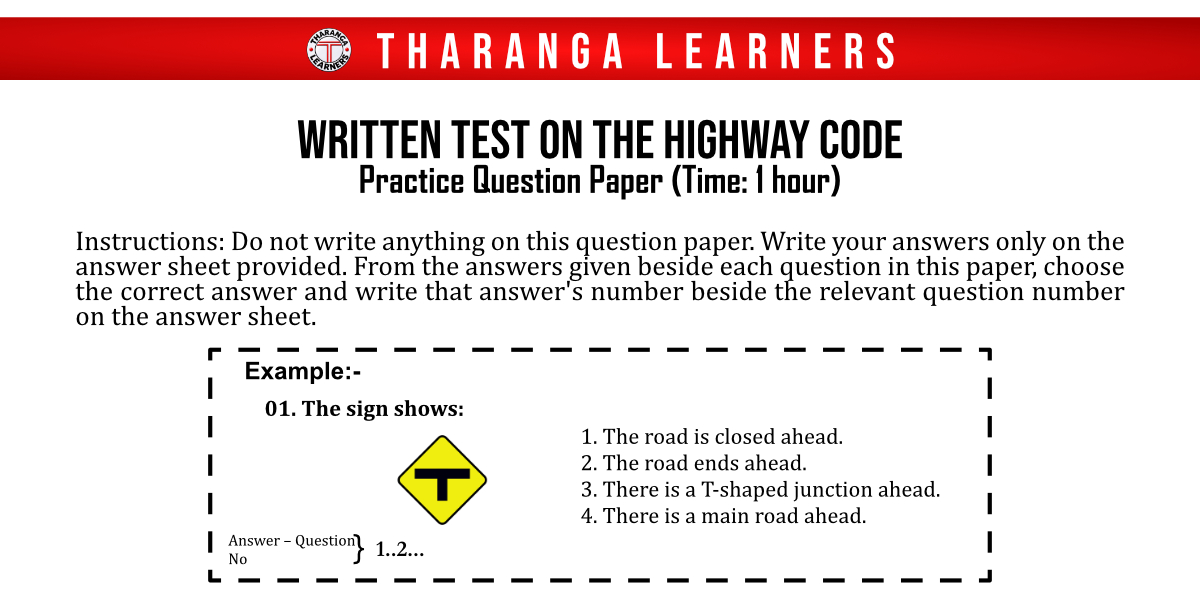 THARANGA LEARNERS
THARANGA LEARNERS
WRITTEN TEST ON THE HIGHWAY CODE
Practice Question Paper (Time: 1 hour)
Instructions: Do not write anything on this question paper. Write your answers only on the
answer sheet provided. From the answers given beside each question in this paper, choose
the correct answer and write that answer's number beside the relevant question number
on the answer sheet.
Example:-
01. The sign shows:
1. The road is closed ahead.
2. The road ends ahead.
3. There is a T-shaped junction ahead.
4. There is a main road ahead.
Answer – Question
No
} 1..2...